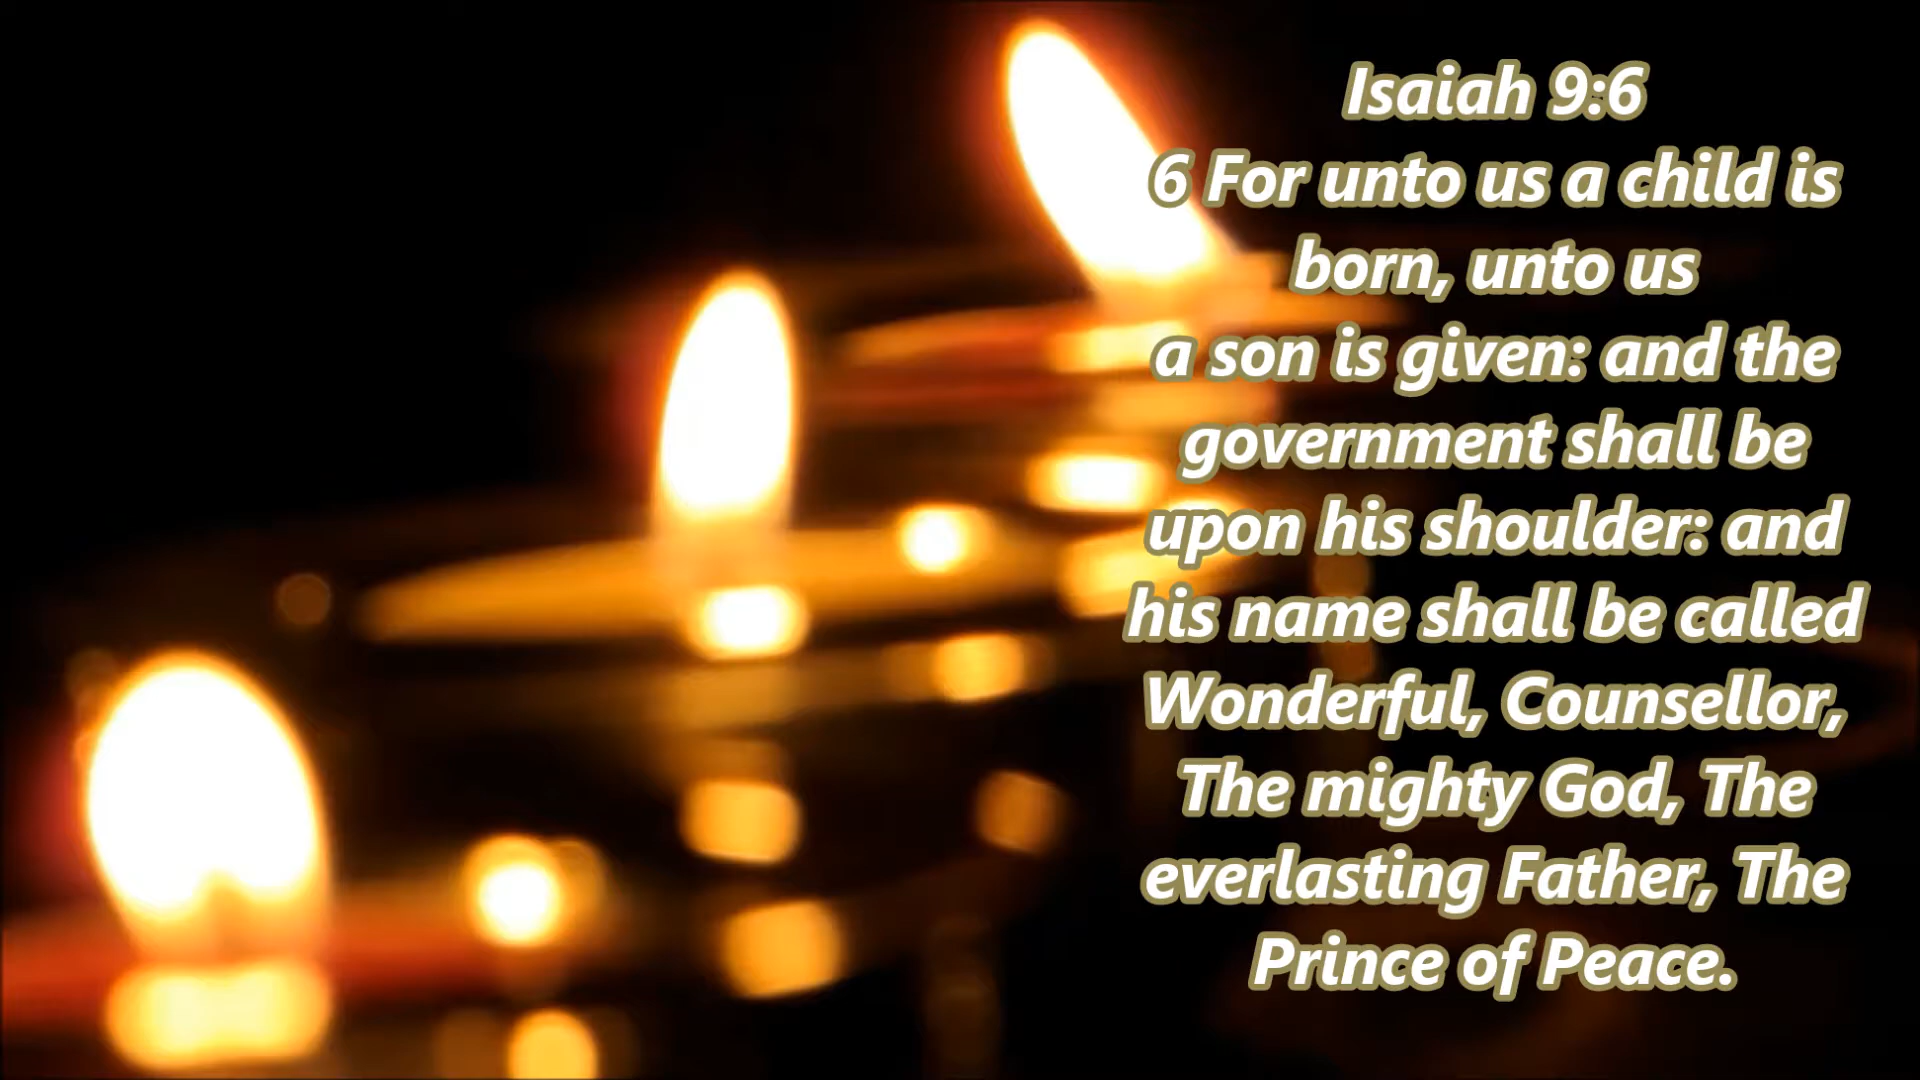 Isaiah 9:6
6 For unto us a child is
born, unto us
a son is given: and the
government shall be
upon his shoulder: and
his name shall be called
Wonderful, Counsellor,
The mighty God, The
everlasting Father, The
Prince of Peace.